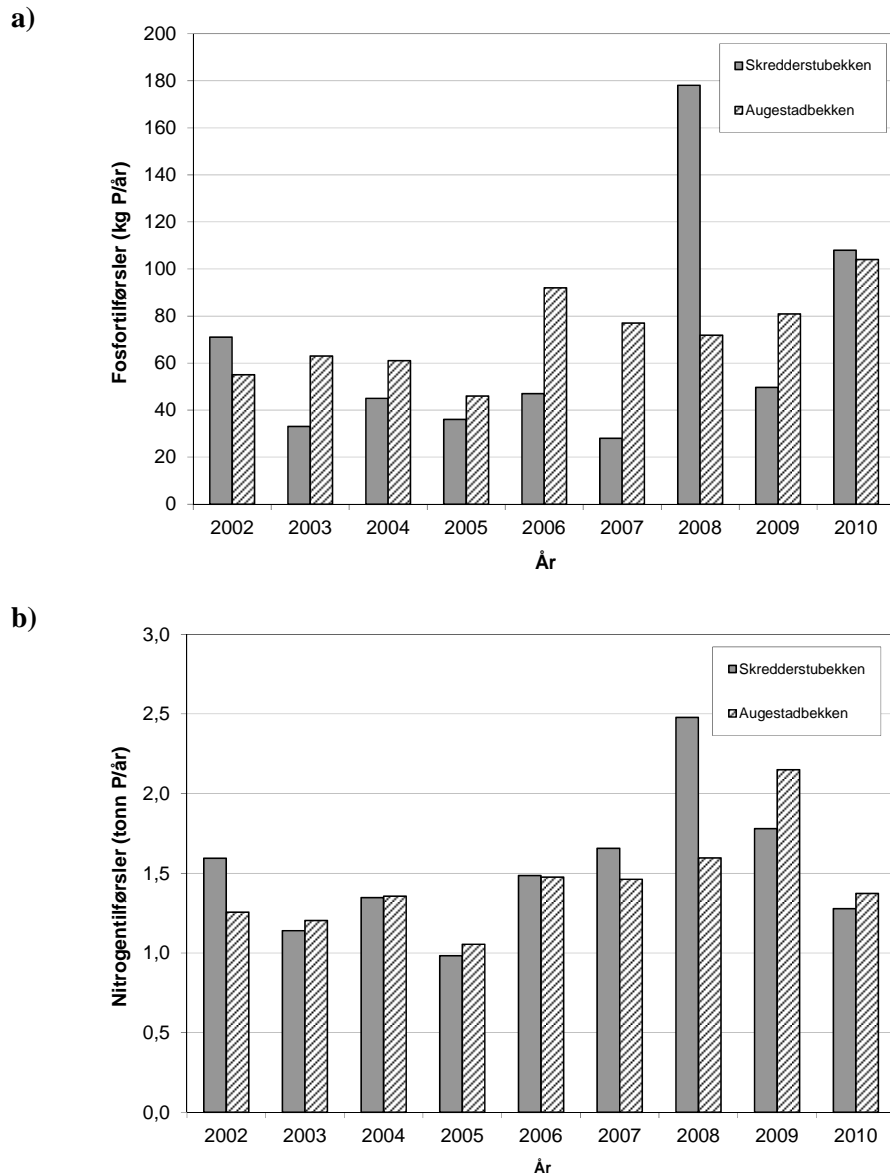 a)
200
180
160
140
120
100
80
60
40
20
0
Fosfortilførsler (kg P/år)
Skredderstubekken
Augestadbekken
2002 2003 2004 2005 2006 2007 2008 2009 2010
År
b)
3,0
2,5
2,0
1,5
1,0
0,5
0,0
Nitrogentilførsler (tonn P/år)
Skredderstubekken
Augestadbekken
2002 2003 2004 2005 2006 2007 2008 2009 2010
År